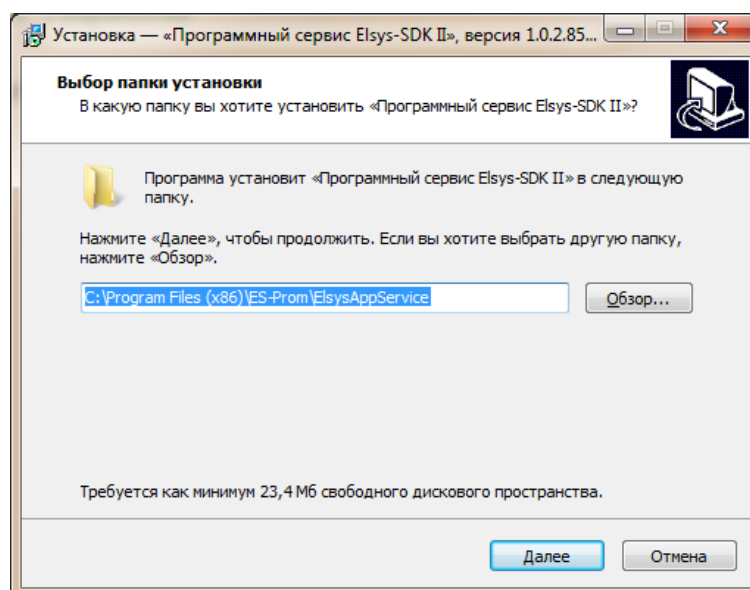 Установка — «Программный сервис Elsys-SDK II», версия 1.0.2.85...
Выбор папки установки
В какую папку вы хотите установить «Программный сервис Elsys-SDK II»?
Программа установит «Программный сервис Elsys-SDK II» в следующую
папку.
Нажмите «Далее», чтобы продолжить. Если вы хотите выбрать другую папку,
нажмите «Обзор».
C:\Program Files (x86)\ES-Prom\ElsysAppService
Обзор...
Требуется как минимум 23,4 Мб свободного дискового пространства.
Далее
Отмена